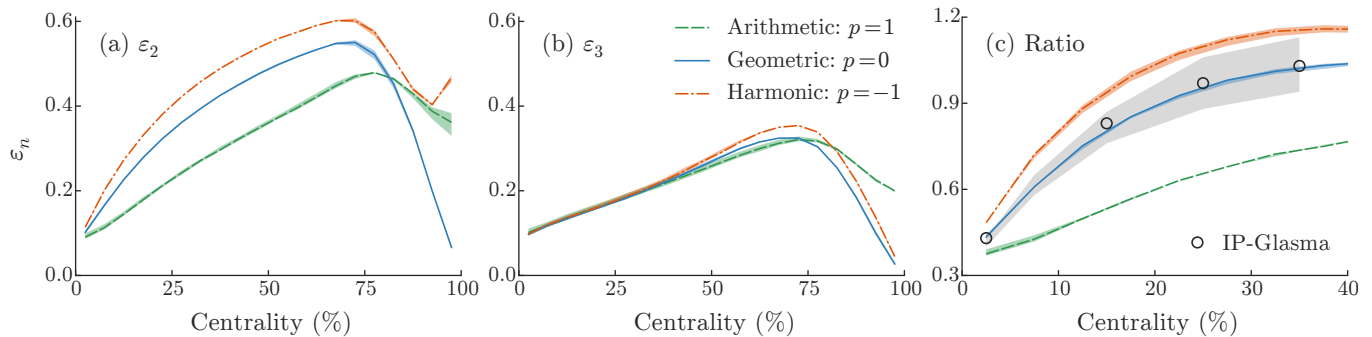 (a) ε₂
εₙ
0.6
0.4
0.2
0.0
0
25
50
75
100
Centrality (%)
(b) ε₃
Arithmetic: p=1
Geometric: p=0
Harmonic: p=−1
0.6
0.4
0.2
0.0
0
25
50
75
100
Centrality (%)
(c) Ratio
1.2
0.9
0.6
0.3
IP-Glasma
0
10
20
30
40
Centrality (%)